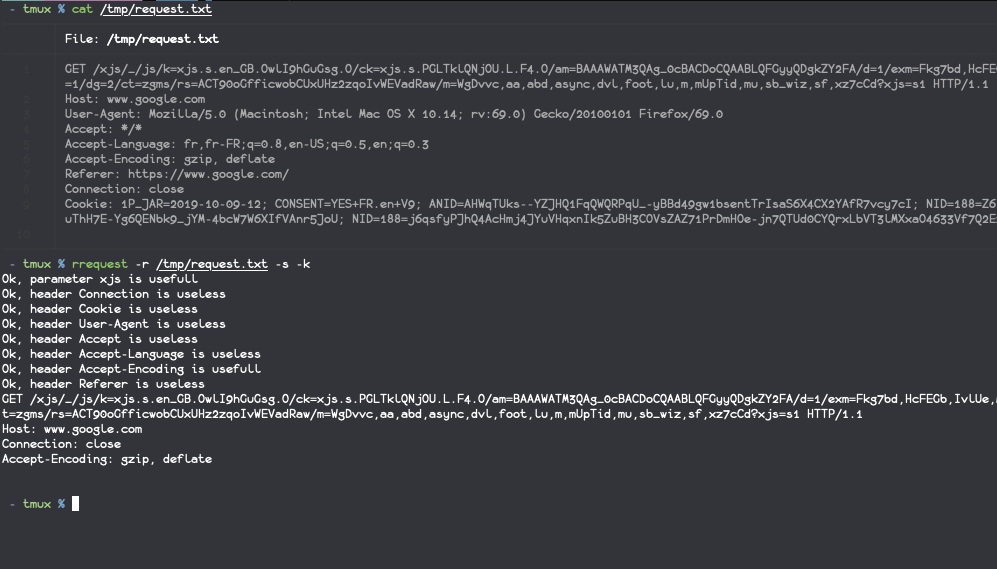 - tmux % cat /tmp/request.txt
File: /tmp/request.txt
1 GET /xjs/_/js/k=xjs.s.en_GB.OwlI9hGuGsg.O/ck=xjs.s.PGLTklQNjOU.L.F4.O/am=BAAAWATM3QAg_0cBACDoCQAABLQFGyyQDgkZY2FA/d=1/exm=Fkg7bd,HcFE
=1/dg=2/ct=zgms/rs=ACT90oGfficwobCUxUHz2zqoIvWEVadRaw/m=WgDvvc,aa,abd,async,dvl,foot,lu,m,mUpTid,mu,sb_wiz,sf,xz7cCd?xjs=s1 HTTP/1.1
2 Host: www.google.com
3 User-Agent: Mozilla/5.0 (Macintosh; Intel Mac OS X 10.14; rv:69.0) Gecko/20100101 Firefox/69.0
4 Accept: */*
5 Accept-Language: fr,fr-FR;q=0.8,en-US;q=0.5,en;q=0.3
6 Accept-Encoding: gzip, deflate
7 Referer: https://www.google.com/
8 Connection: close
9 Cookie: 1P_JAR=2019-10-09-12; CONSENT=YES+FR.en+V9; ANID=AHWqTUks--YZJHQ1FqQWQRPqU_-yBBd49gw1bsentTrIsaS6X4CX2YAfR7vcy7cI; NID=188=Z6
uThH7E-Yg6QENbk9_jYM-4bcW7W6XIfVAnr5JoU; NID=188=j6qsfyPJhQ4AcHmj4JYuVHqxnIk5ZuBH3COVsZAZ71PrDmHOe-jn7QTUdOCYQrxLbVT3lMXxaO4633Vf7Q2E
10
- tmux % rrequest -r /tmp/request.txt -s -k
Ok, parameter xjs is usefull
Ok, header Connection is useless
Ok, header Cookie is useless
Ok, header User-Agent is useless
Ok, header Accept is useless
Ok, header Accept-Language is useless
Ok, header Accept-Encoding is usefull
Ok, header Referer is useless
GET /xjs/_/js/k=xjs.s.en_GB.OwlI9hGuGsg.O/ck=xjs.s.PGLTklQNjOU.L.F4.O/am=BAAAWATM3QAg_0cBACDoCQAABLQFGyyQDgkZY2FA/d=1/exm=Fkg7bd,HcFEGb,IvlUe,
t=zgms/rs=ACT90oGfficwobCUxUHz2zqoIvWEVadRaw/m=WgDvvc,aa,abd,async,dvl,foot,lu,m,mUpTid,mu,sb_wiz,sf,xz7cCd?xjs=s1 HTTP/1.1
Host: www.google.com
Connection: close
Accept-Encoding: gzip, deflate
- tmux %